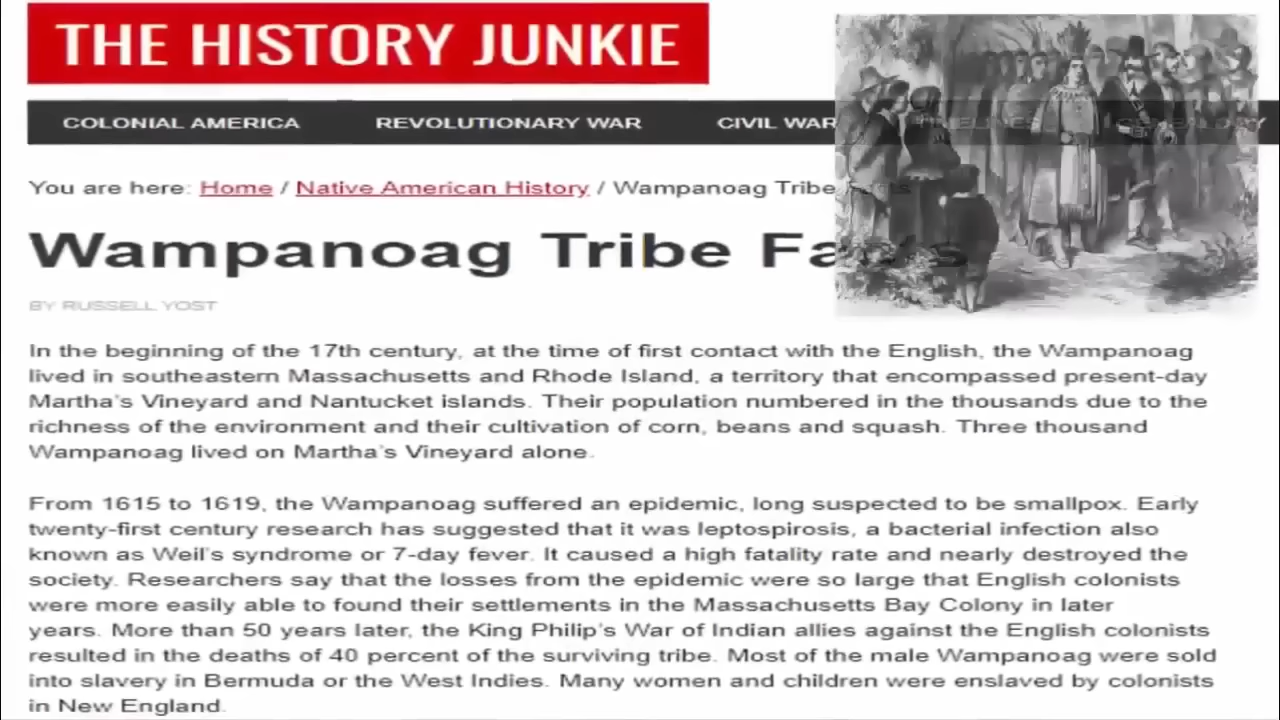 THE HISTORY JUNKIE
COLONIAL AMERICA REVOLUTIONARY WAR CIVIL WAR TIMELINES GENEALOGY
You are here: Home / Native American History / Wampanoag Tribe Facts
Wampanoag Tribe Facts
BY RUSSELL YOST
In the beginning of the 17th century, at the time of first contact with the English, the Wampanoag
lived in southeastern Massachusetts and Rhode Island, a territory that encompassed present-day
Martha's Vineyard and Nantucket islands. Their population numbered in the thousands due to the
richness of the environment and their cultivation of corn, beans and squash. Three thousand
Wampanoag lived on Martha's Vineyard alone.
From 1615 to 1619, the Wampanoag suffered an epidemic, long suspected to be smallpox. Early
twenty-first century research has suggested that it was leptospirosis, a bacterial infection also
known as Weil's syndrome or 7-day fever. It caused a high fatality rate and nearly destroyed the
society. Researchers say that the losses from the epidemic were so large that English colonists
were more easily able to found their settlements in the Massachusetts Bay Colony in later
years. More than 50 years later, the King Philip's War of Indian allies against the English colonists
resulted in the deaths of 40 percent of the surviving tribe. Most of the male Wampanoag were sold
into slavery in Bermuda or the West Indies. Many women and children were enslaved by colonists
in New England.